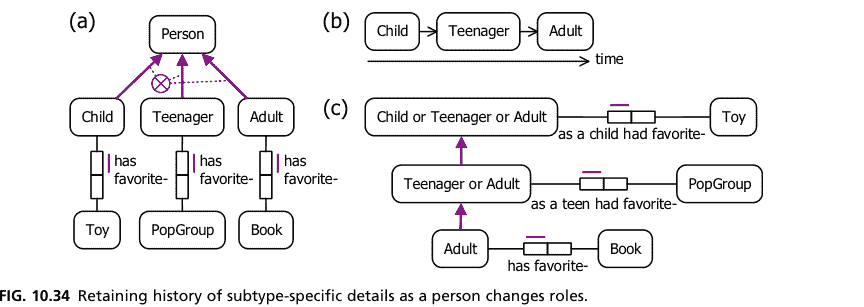 (a)
Person
Child
Teenager
Adult
has
favorite-
has
favorite-
has
favorite-
Toy
PopGroup
Book
(b)
Child
Teenager
Adult
time
(c)
Child or Teenager or Adult
as a child had favorite-
Toy
Teenager or Adult
as a teen had favorite-
PopGroup
Adult
has favorite-
Book
FIG. 10.34 Retaining history of subtype-specific details as a person changes roles.